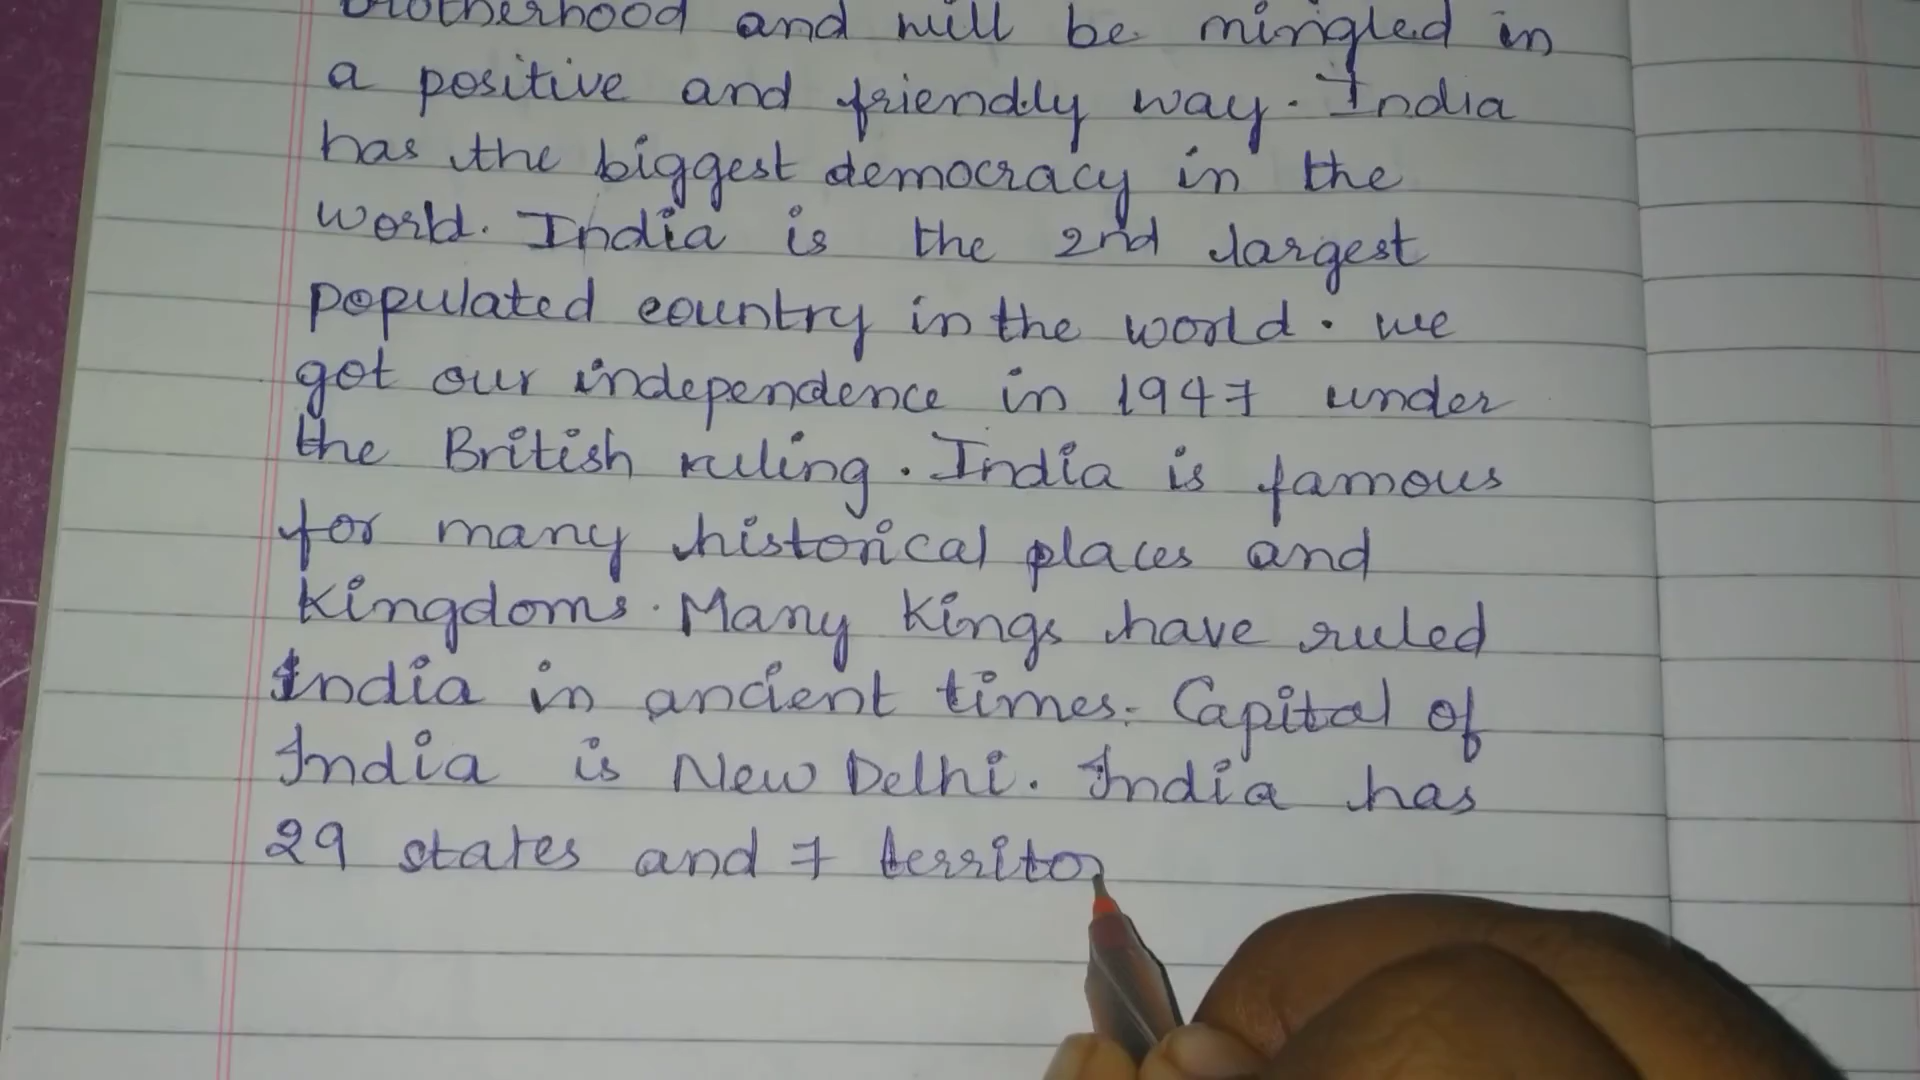 brotherhood and will be mingled in
a positive and friendly way. India
has the biggest democracy in the
world. India is the 2nd largest
populated country in the world. we
got our independence in 1947 under
the British ruling. India is famous
for many historical places and
Kingdoms. Many Kings have ruled
India in ancient times. Capital of
India is New Delhi. India has
29 states and 7 territo